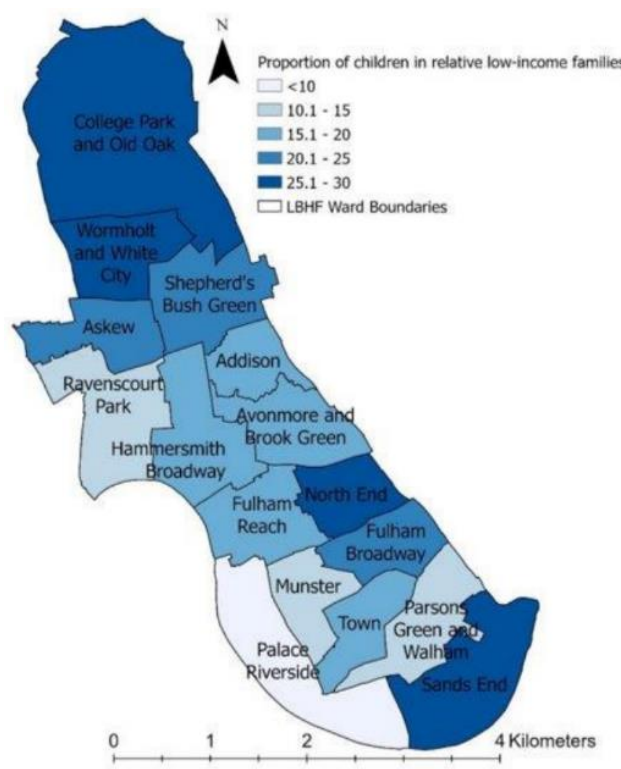 N
Proportion of children in relative low-income families
<10
10.1 - 15
15.1 - 20
20.1 - 25
25.1 - 30
LBHF Ward Boundaries
College Park
and Old Oak
Wormholt
and White
City
Shepherd's
Bush Green
Askew
Addison
Ravenscourt
Park
Avonmore and
Brook Green
Hammersmith
Broadway
North End
Fulham
Reach
Fulham
Broadway
Munster
Parsons
Green and
Walham
Town
Palace
Riverside
Sands End
0 1 2 4 Kilometers